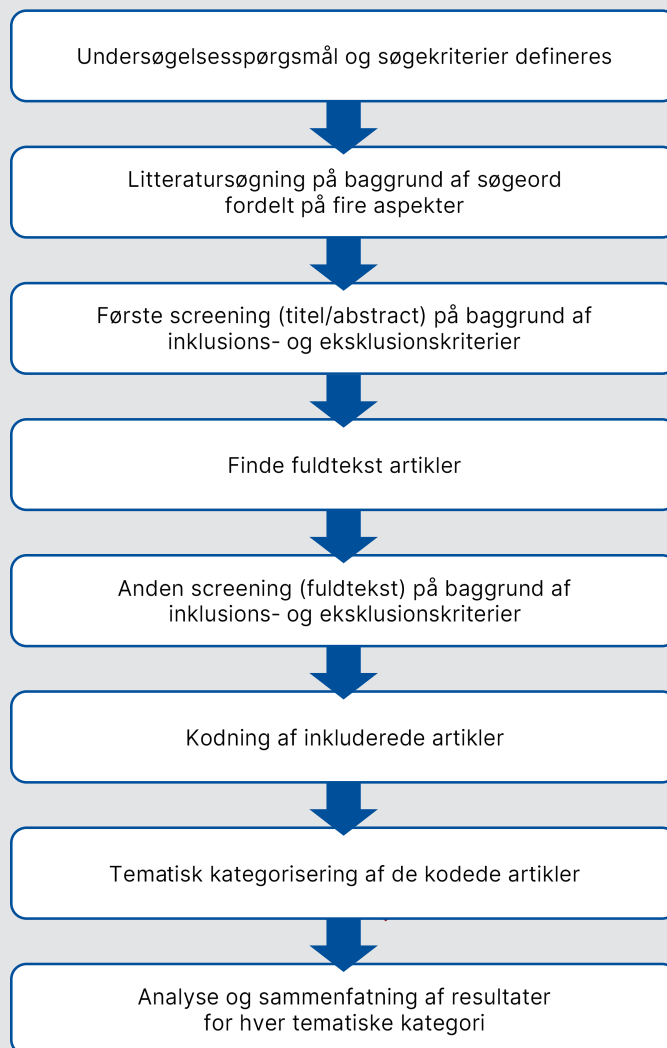 Undersøgelsesspørgsmål og søgekriterier defineres
Litteratursøgning på baggrund af søgeord
fordelt på fire aspekter
Første screening (titel/abstract) på baggrund af
inklusions- og eksklusionskriterier
Finde fuldtekst artikler
Anden screening (fuldtekst) på baggrund af
inklusions- og eksklusionskriterier
Kodning af inkluderede artikler
Tematisk kategorisering af de kodede artikler
Analyse og sammenfatning af resultater
for hver tematiske kategori